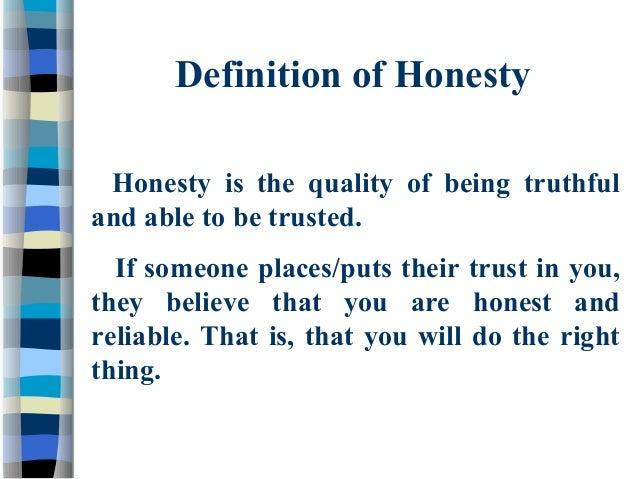 Definition of Honesty
Honesty is the quality of being truthful
and able to be trusted.
If someone places/puts their trust in you,
they believe that you are honest and
reliable. That is, that you will do the right
thing.